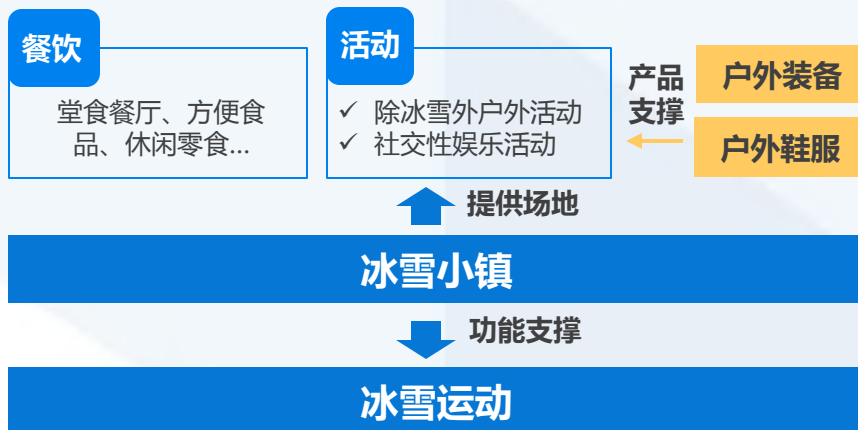 餐饮
堂食餐厅、方便食
品、休闲零食...
活动
✓ 除冰雪外户外活动
✓ 社交性娱乐活动
产品
支撑
户外装备
户外鞋服
提供场地
冰雪小镇
功能支撑
冰雪运动